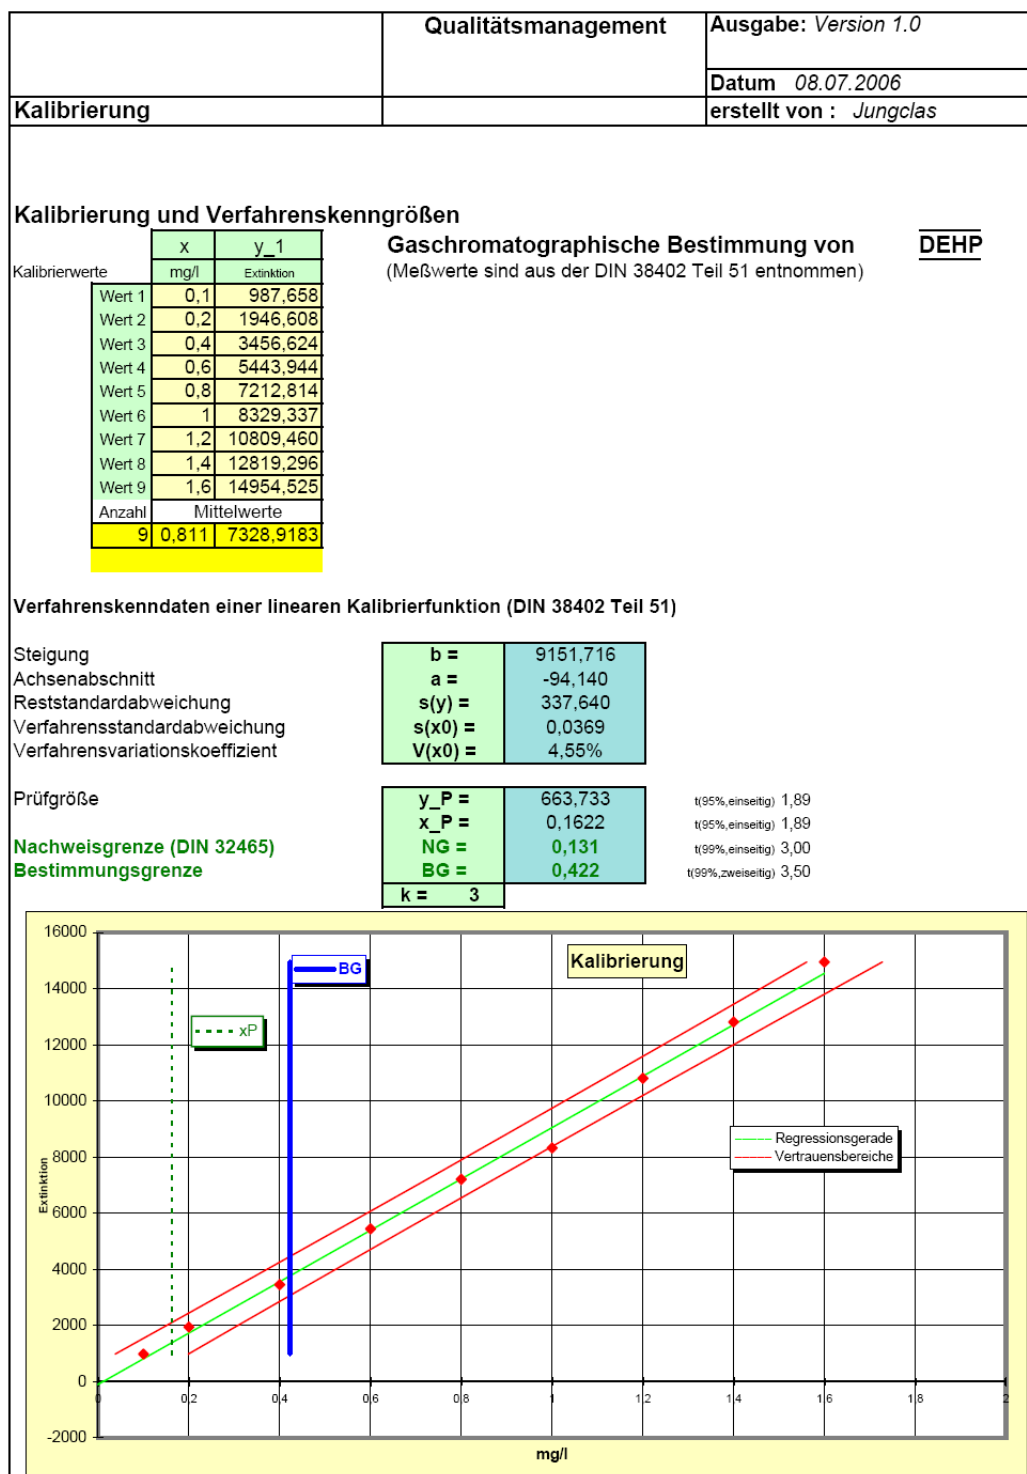 Qualitätsmanagement
Ausgabe: Version 1.0
Datum 08.07.2006
Kalibrierung
erstellt von : Jungclas
Kalibrierung und Verfahrenskenngrößen
x y_1
Gaschromatographische Bestimmung von DEHP
Kalibrierwerte mg/l Extinktion
(Meßwerte sind aus der DIN 38402 Teil 51 entnommen)
Wert 1 0,1 987,658
Wert 2 0,2 1946,608
Wert 3 0,4 3456,624
Wert 4 0,6 5443,944
Wert 5 0,8 7212,814
Wert 6 1 8329,337
Wert 7 1,2 10809,460
Wert 8 1,4 12819,296
Wert 9 1,6 14954,525
Anzahl Mittelwerte
9 0,811 7328,9183
Verfahrenskenndaten einer linearen Kalibrierfunktion (DIN 38402 Teil 51)
Steigung b = 9151,716
Achsenabschnitt a = -94,140
Reststandardabweichung s(y) = 337,640
Verfahrensstandardabweichung s(x0) = 0,0369
Verfahrensvariationskoeffizient V(x0) = 4,55%
Prüfgröße y_P = 663,733 t(95%,einseitig) 1,89
x_P = 0,1622 t(95%,einseitig) 1,89
Nachweisgrenze (DIN 32465) NG = 0,131 t(99%,einseitig) 3,00
Bestimmungsgrenze BG = 0,422 t(99%,zweiseitig) 3,50
k = 3
Kalibrierung
BG
xP
Regressionsgerade
Vertrauensbereiche
Extinktion
16000
14000
12000
10000
8000
6000
4000
2000
0
-2000
0 0,2 0,4 0,6 0,8 1 1,2 1,4 1,6 1,8 2
mg/l